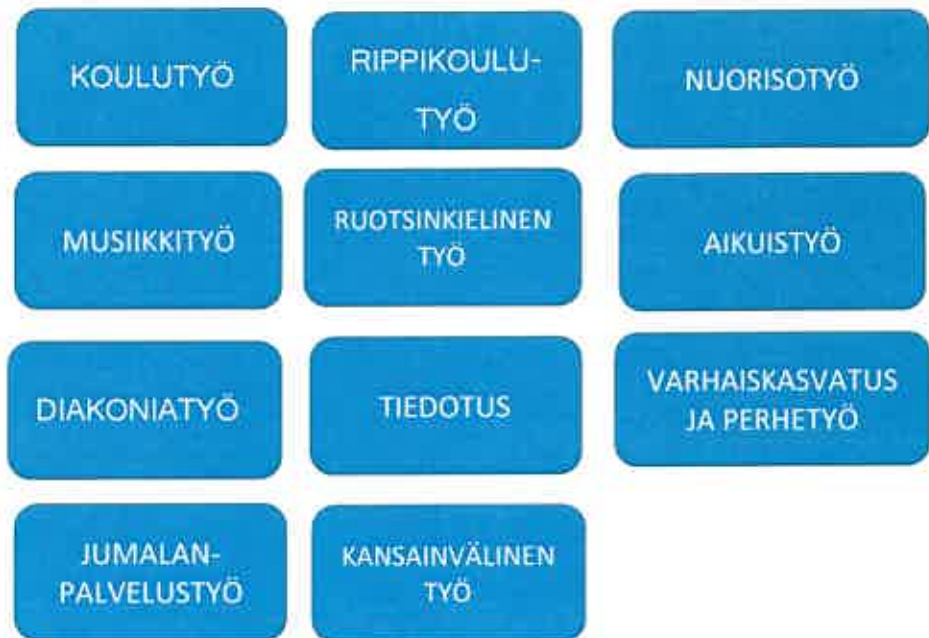 KOULUTYÖ
RIPPIKOULU-
TYÖ
NUORISOTYÖ
MUSIIKKITYÖ
RUOTSINKIELINEN
TYÖ
AIKUISTYÖ
DIAKONIATYÖ
TIEDOTUS
VARHAISKASVATUS
JA PERHETYÖ
JUMALAN-
PALVELUSTYÖ
KANSAINVÄLINEN
TYÖ